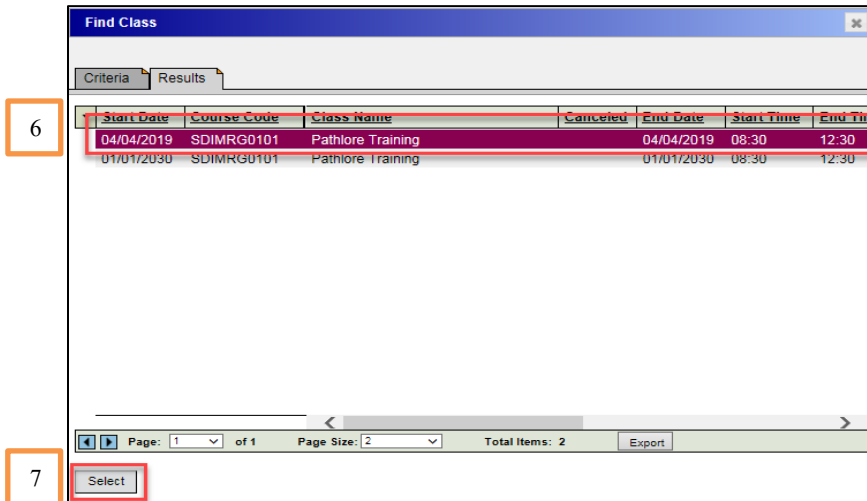 Find Class
Criteria Results
6
Start Date Course Code Class Name Canceled End Date Start Time End Ti
04/04/2019 SDIMRG0101 Pathlore Training 04/04/2019 08:30 12:30
01/01/2030 SDIMRG0101 Pathlore Training 01/01/2030 08:30 12:30
Page: 1 of 1 Page Size: 2 Total Items: 2 Export
7
Select